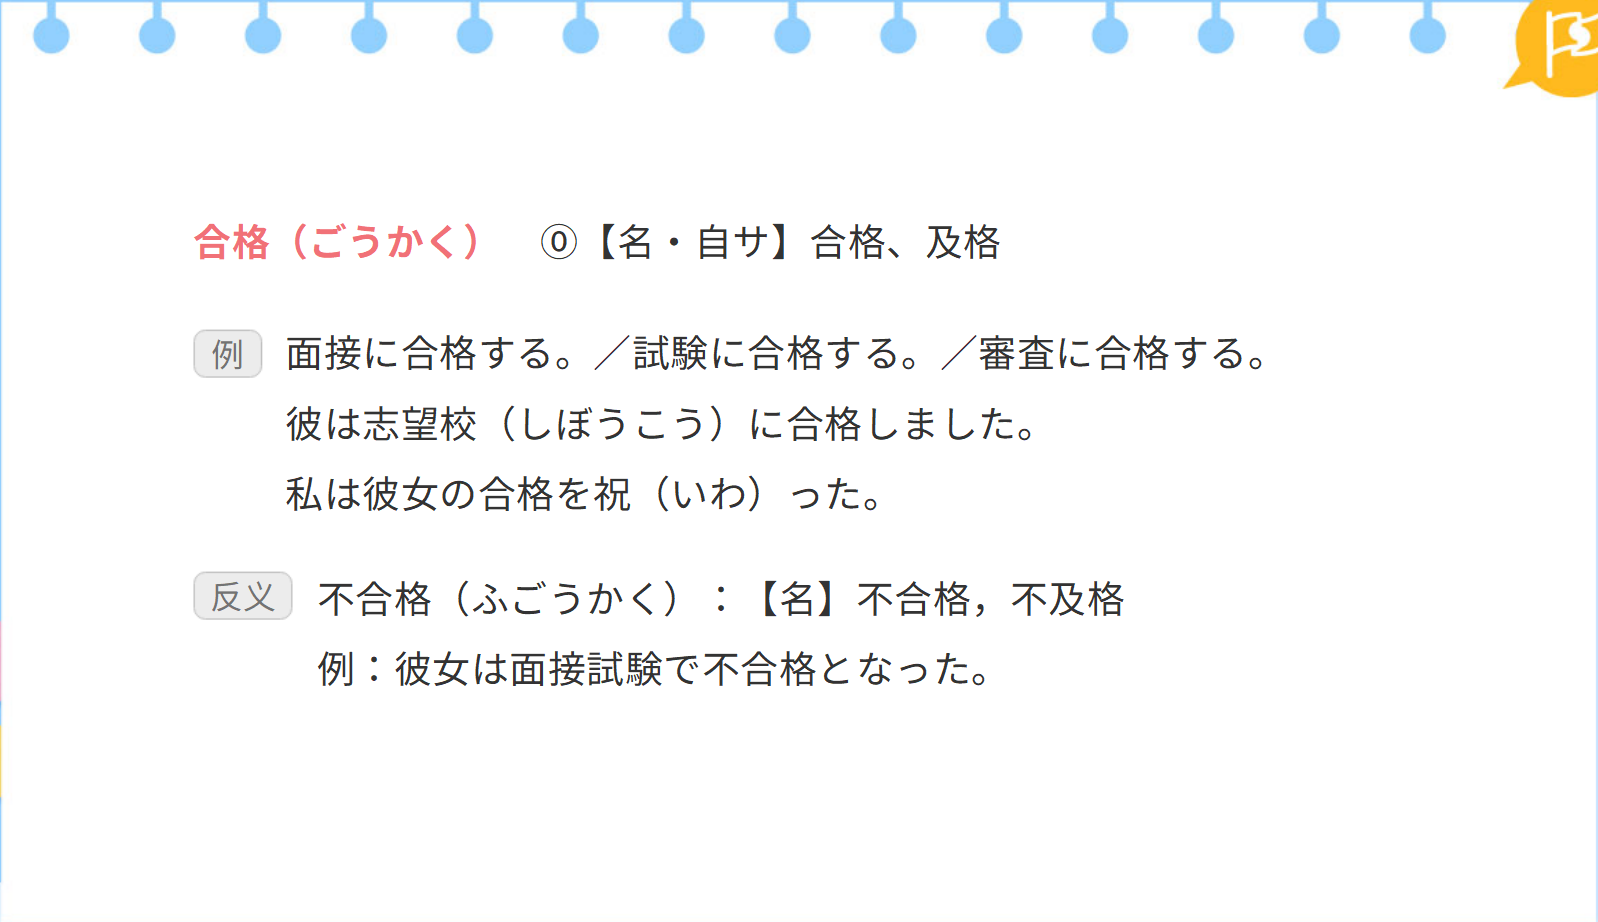 合格（ごうかく） ⓪【名・自サ】合格、及格
例 面接に合格する。／試験に合格する。／審査に合格する。
彼は志望校（しぼうこう）に合格しました。
私は彼女の合格を祝（いわ）った。
反义 不合格（ふごうかく）：【名】不合格，不及格
例：彼女は面接試験で不合格となった。